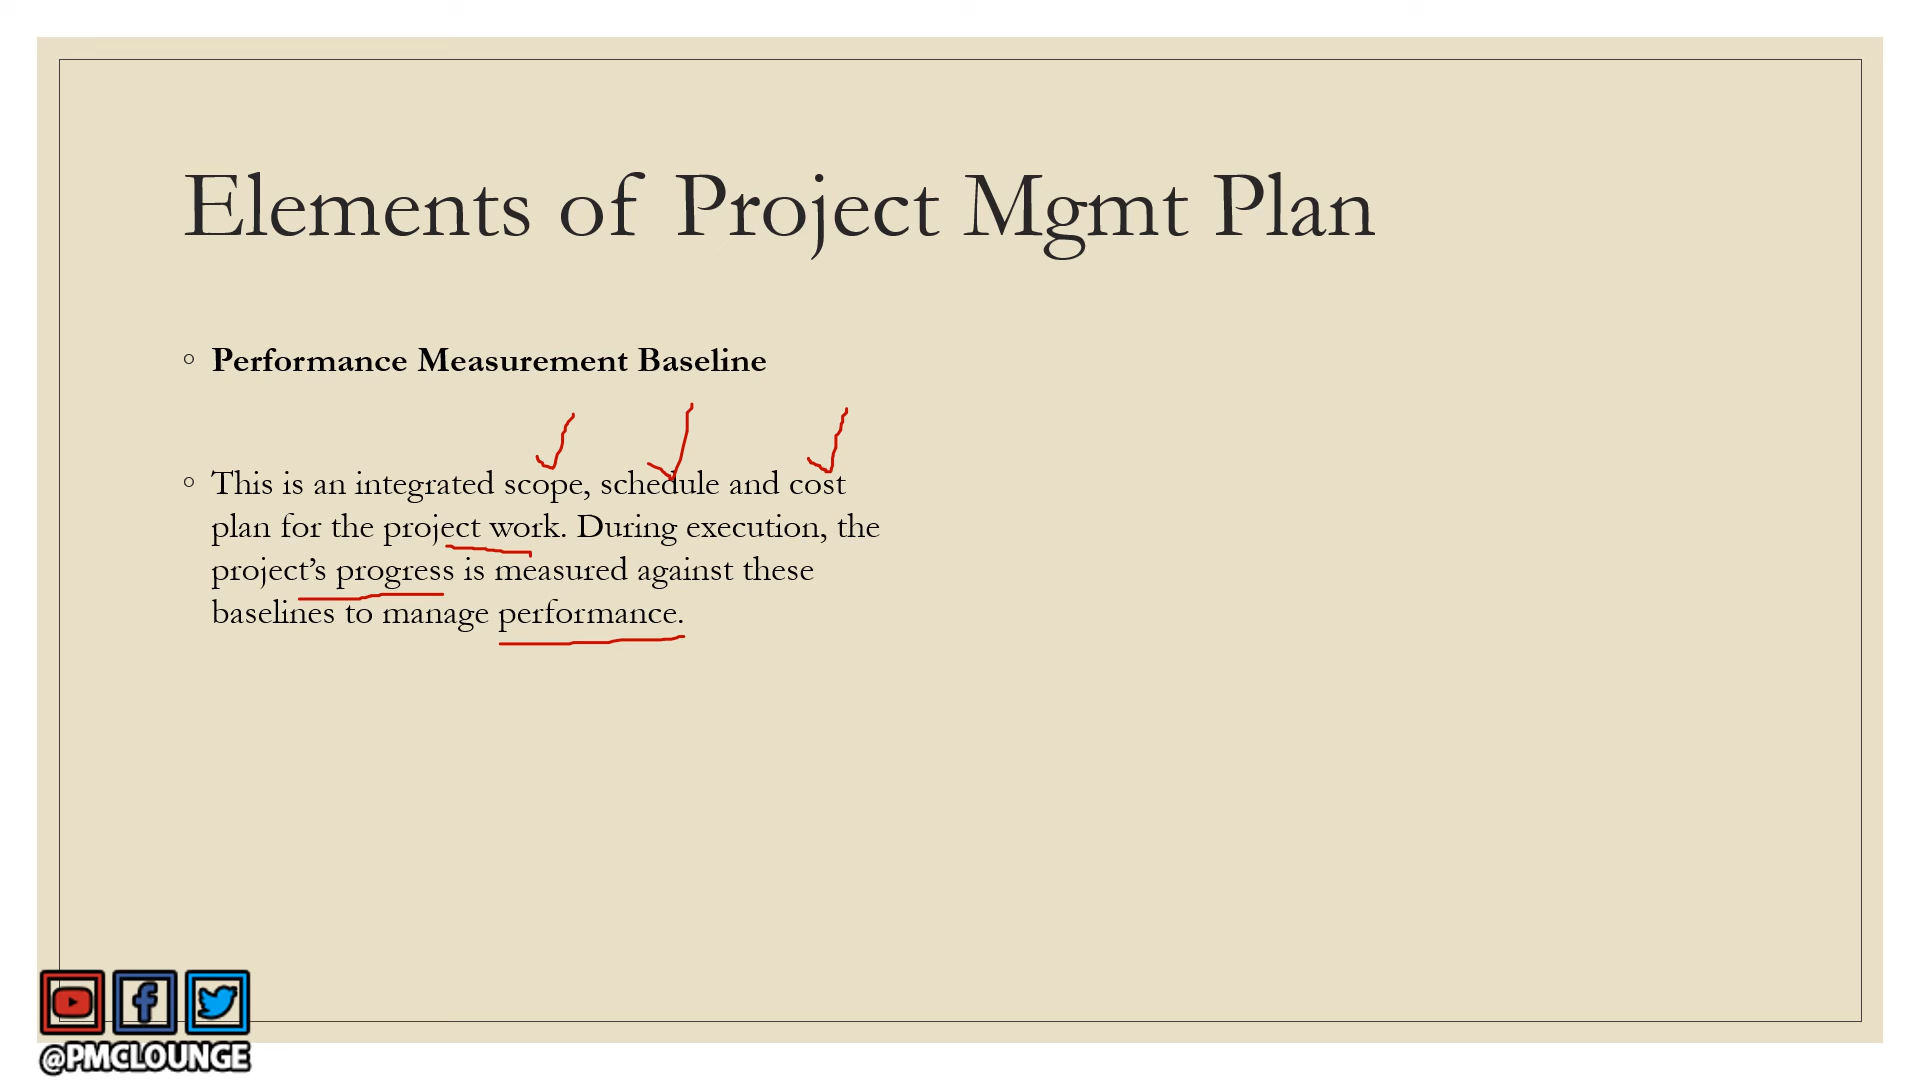 Elements of Project Mgmt Plan
◦ Performance Measurement Baseline
◦ This is an integrated scope, schedule and cost
plan for the project work. During execution, the
project’s progress is measured against these
baselines to manage performance.
@PMCLOUNGE